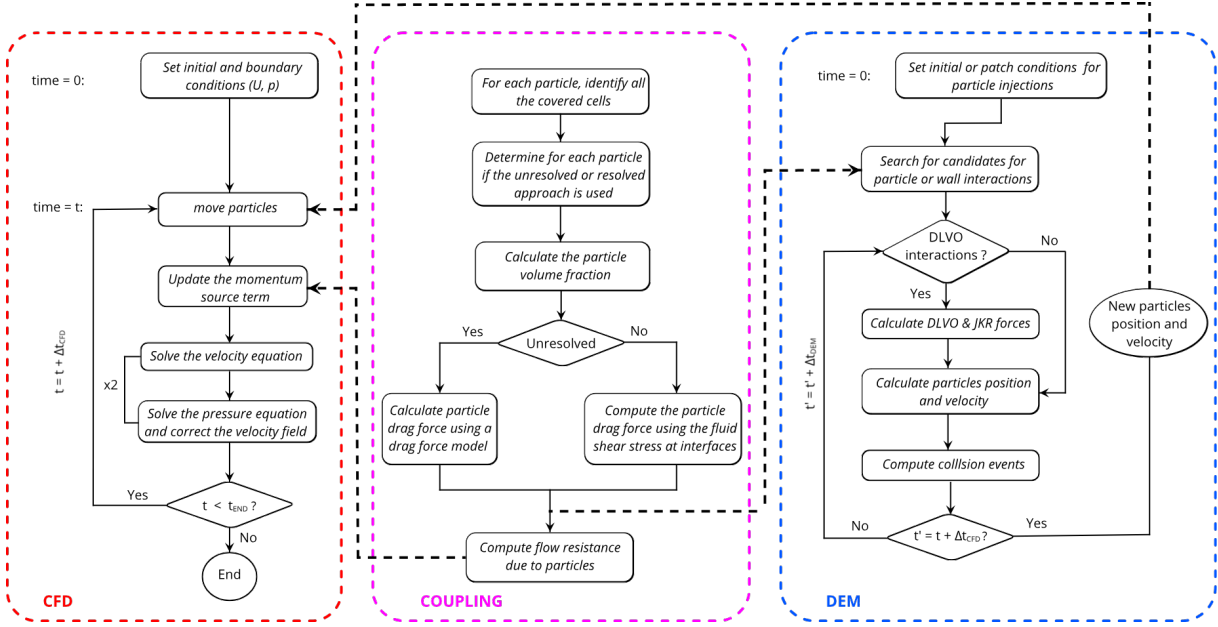 time = 0:
Set initial and boundary
conditions (U, p)
time = t:
move particles
Update the momentum
source term
t = t + ΔtCFD
Solve the velocity equation
x2
Solve the pressure equation
and correct the velocity field
Yes
t < tEND ?
No
End
CFD
For each particle, identify all
the covered cells
Determine for each particle
if the unresolved or resolved
approach is used
Calculate the particle
volume fraction
Yes
Unresolved
No
Calculate particle
drag force using a
drag force model
Compute the particle
drag force using the fluid
shear stress at interfaces
Compute flow resistance
due to particles
COUPLING
time = 0:
Set initial or patch conditions for
particle injections
Search for candidates for
particle or wall interactions
DLVO
interactions ?
No
Yes
Calculate DLVO & JKR forces
t' = t' + ΔtDEM
Calculate particles position
and velocity
Compute collsion events
No
t' = t + ΔtCFD ?
Yes
New particles
position and
velocity
DEM